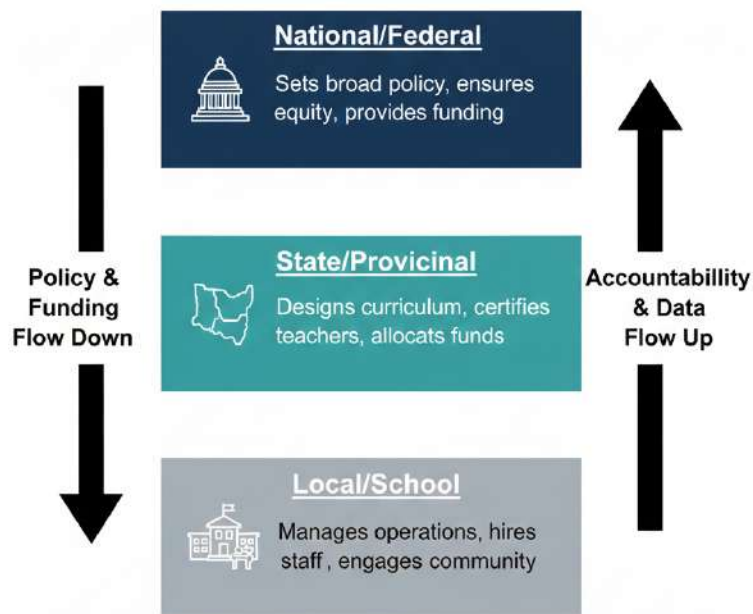 National/Federal
Sets broad policy, ensures
equity, provides funding
Policy &
Funding
Flow Down
State/Provicinal
Designs curriculum, certifies
teachers, allocats funds
Accountabillity
& Data
Flow Up
Local/School
Manages operations, hires
staff , engages community